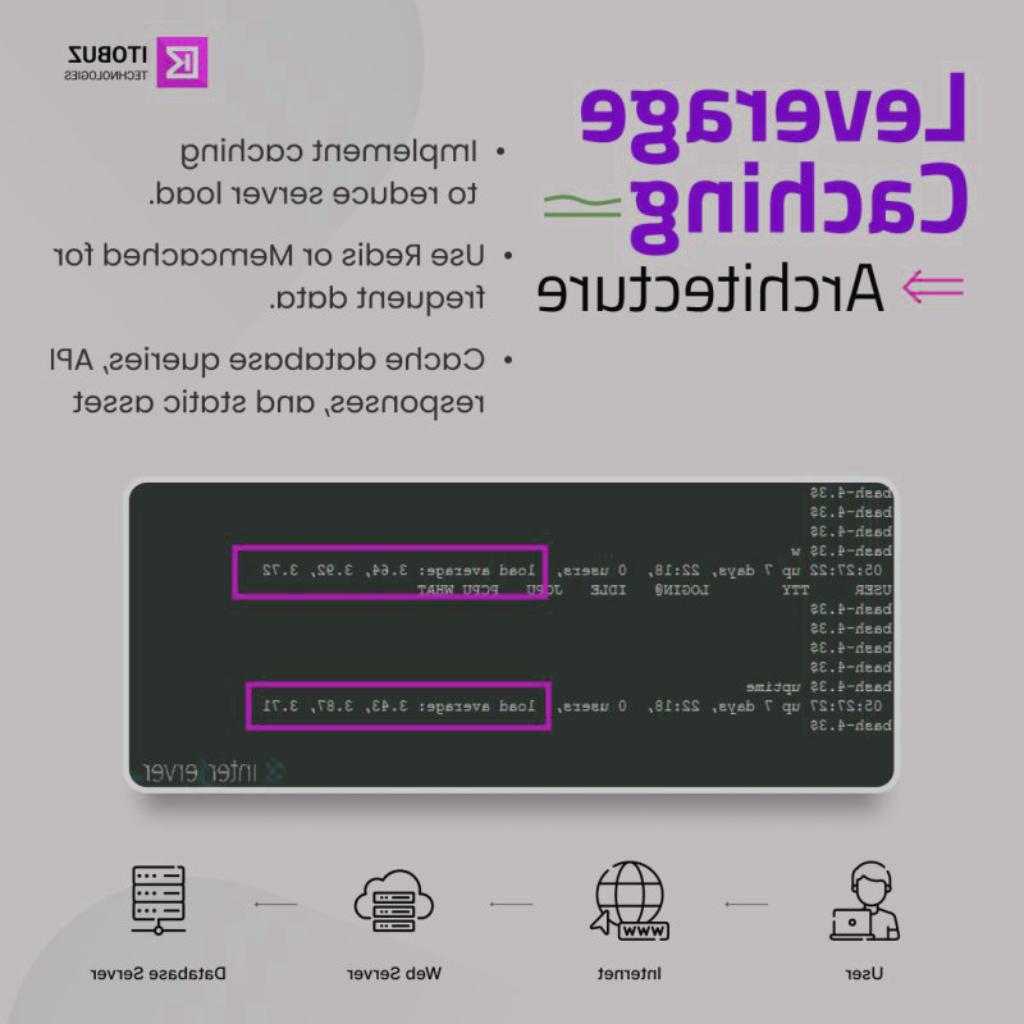 Leverage
Caching
Architecture
ITOBUZ
TECHNOLOGIES
• Implement caching
to reduce server load.
• Use Redis or Memcached for
frequent data.
• Cache database queries, API
responses, and static asset
bash-4.3$
bash-4.3$
bash-4.3$
bash-4.3$ w
05:27:22 up 7 days, 22:18, 0 users, load average: 3.64, 3.92, 3.72
USER TTY LOGIN@ IDLE JCPU PCPU WHAT
bash-4.3$
bash-4.3$
bash-4.3$
bash-4.3$
bash-4.3$ uptime
05:27:27 up 7 days, 22:18, 0 users, load average: 3.43, 3.87, 3.71
bash-4.3$
interserver
www
User
Internet
Web Server
Database Server